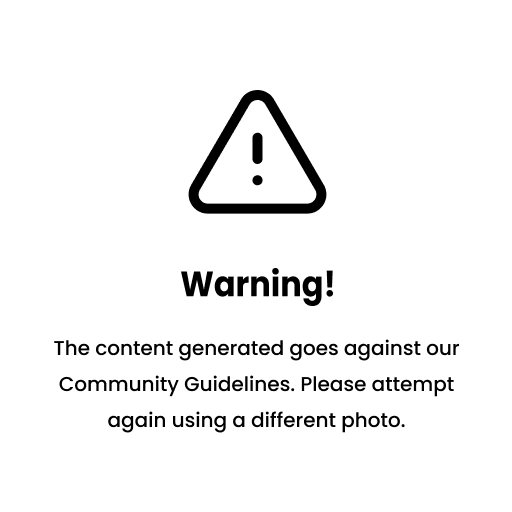 Warning!
The content generated goes against our
Community Guidelines. Please attempt
again using a different photo.